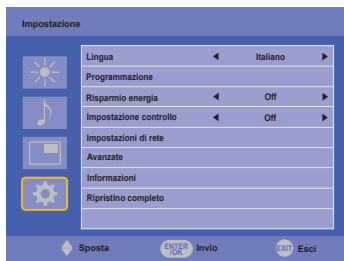 Impostazione
Lingua Italiano
Programmazione
Risparmio energia Off
Impostazione controllo Off
Impostazioni di rete
Avanzate
Informazioni
Ripristino completo
Sposta ENTER /OK Invio EXIT Esci